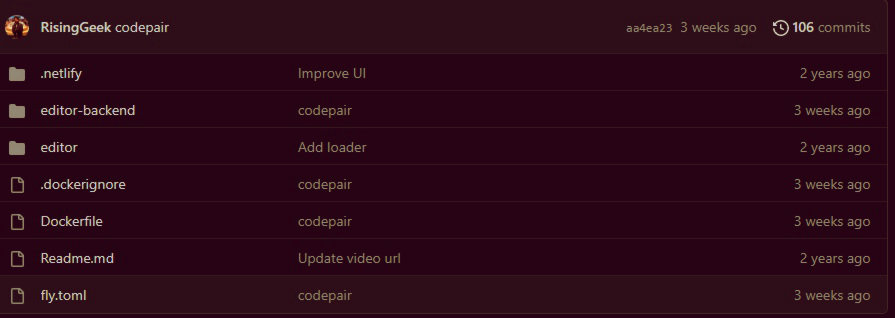 RisingGeek codepair aa4ea23 3 weeks ago 106 commits
.netlify Improve UI 2 years ago
editor-backend codepair 3 weeks ago
editor Add loader 2 years ago
.dockerignore codepair 3 weeks ago
Dockerfile codepair 3 weeks ago
Readme.md Update video url 2 years ago
fly.toml codepair 3 weeks ago